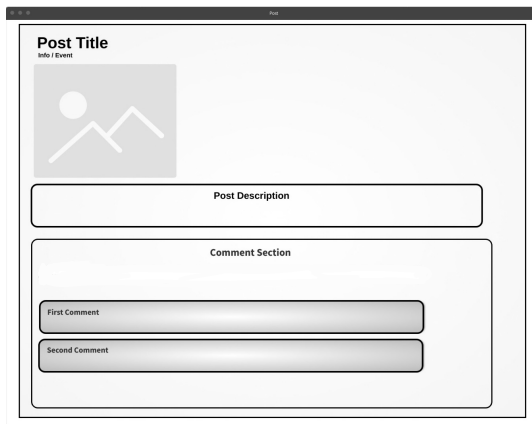 Post
Post Title
Info / Event
Post Description
Comment Section
First Comment
Second Comment